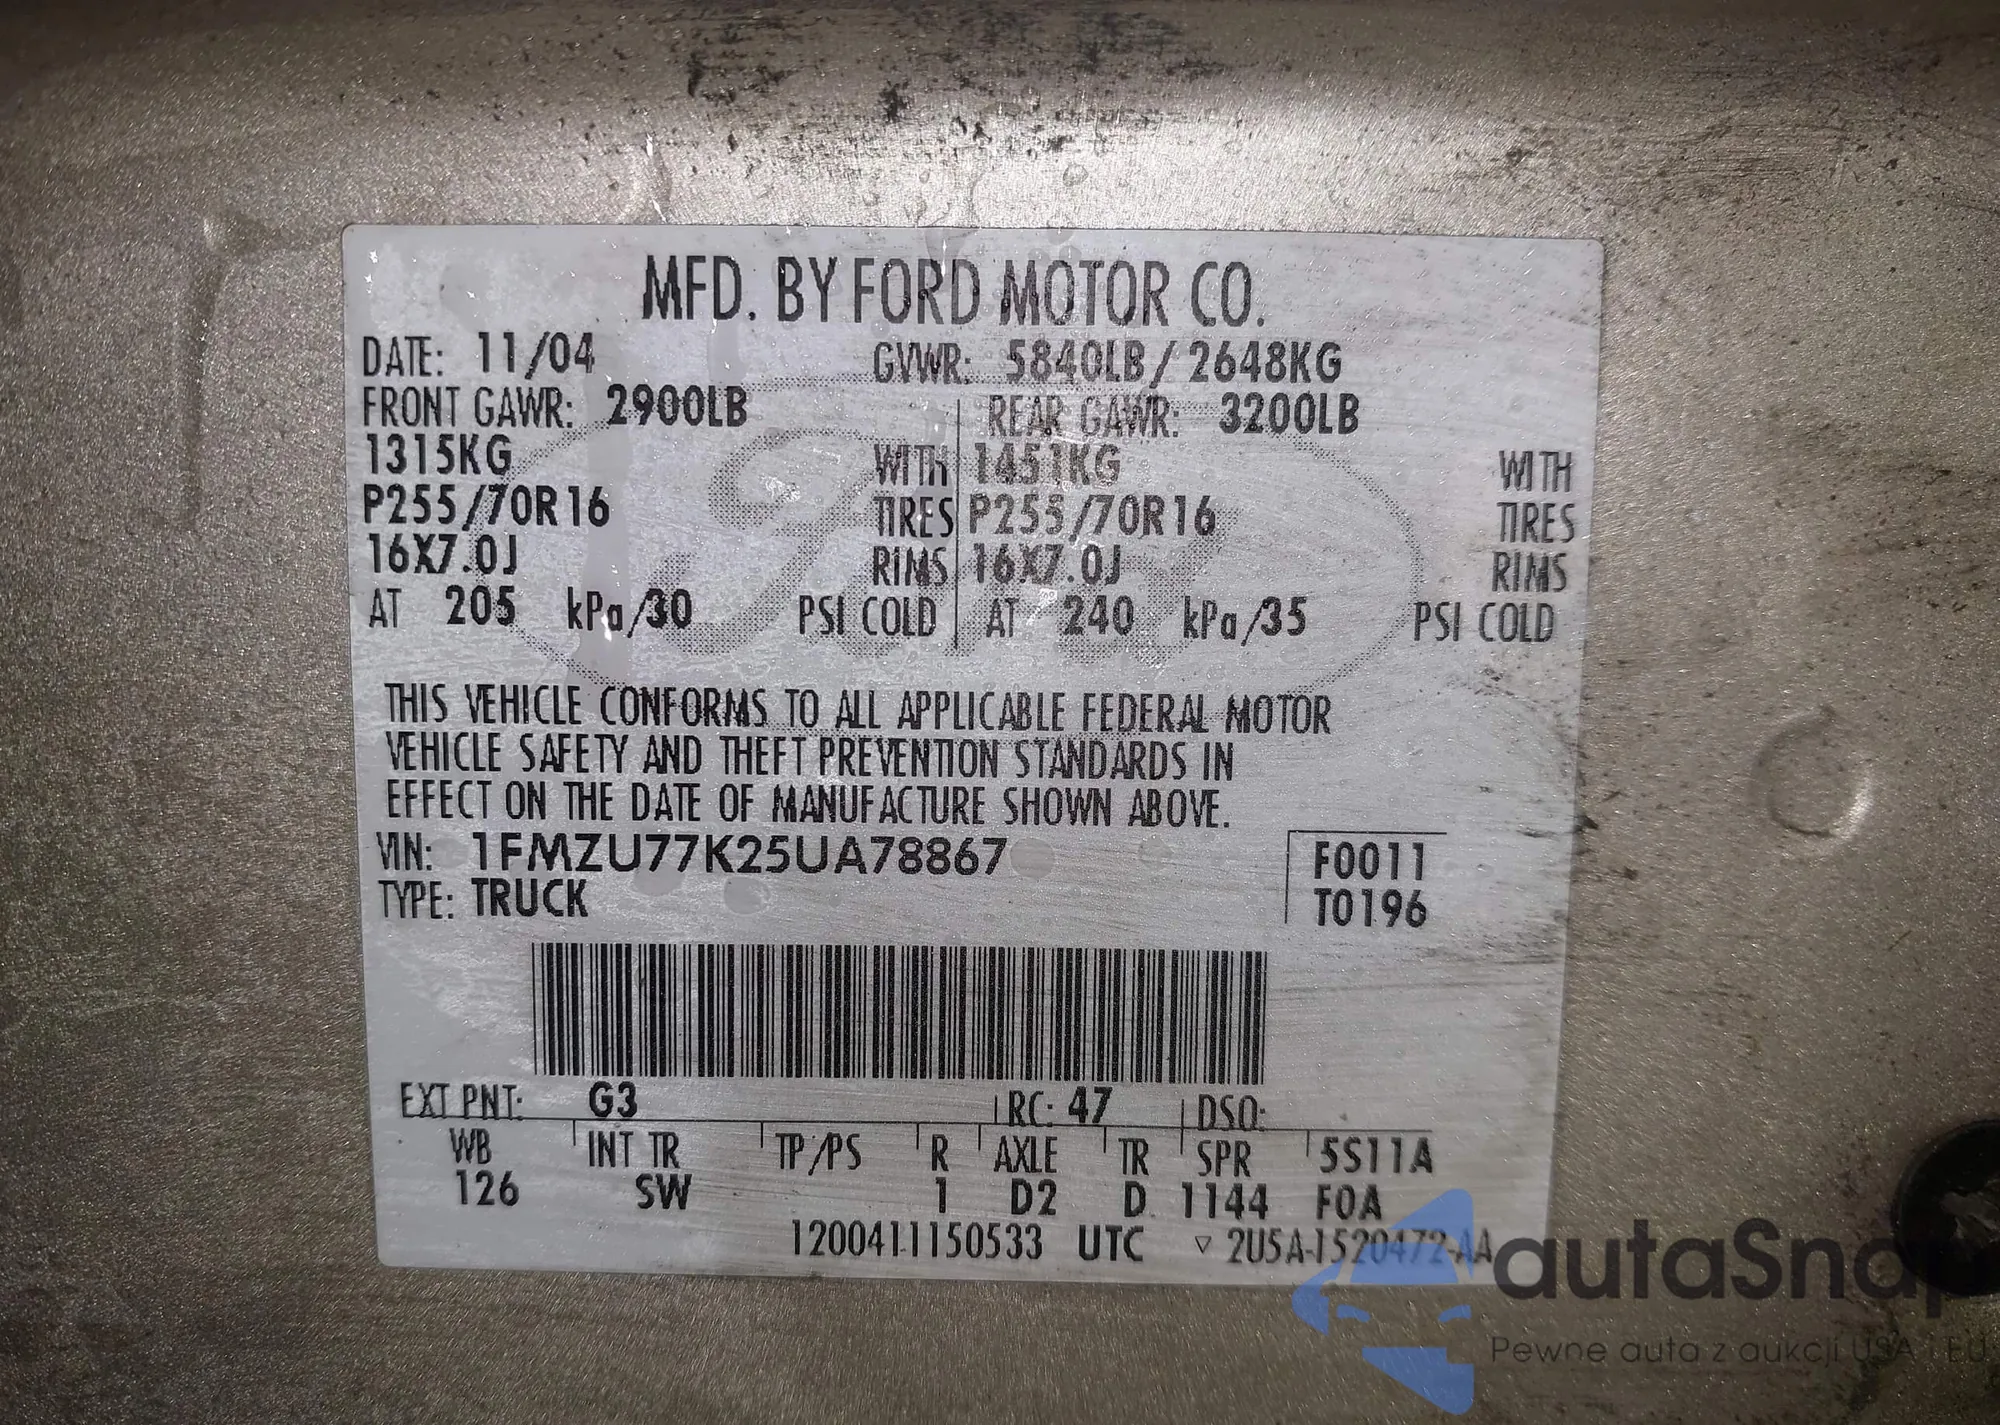 MFD. BY FORD MOTOR CO.
DATE: 11/04 GVWR: 5840LB / 2648KG
FRONT GAWR: 2900LB REAR GAWR: 3200LB
1315KG WITH 1451KG WITH
P255/70R16 TIRES P255/70R16 TIRES
16X7.0J RIMS 16X7.0J RIMS
AT 205 kPa/30 PSI COLD AT 240 kPa/35 PSI COLD
THIS VEHICLE CONFORMS TO ALL APPLICABLE FEDERAL MOTOR
VEHICLE SAFETY AND THEFT PREVENTION STANDARDS IN
EFFECT ON THE DATE OF MANUFACTURE SHOWN ABOVE.
VIN: 1FMZU77K25UA78867 F0011
TYPE: TRUCK T0196
EXT PNT: G3 RC: 47 DSO:
WB INT TR TP/PS R AXLE TR SPR 5S11A
126 SW 1 D2 D 1144 F0A
1200411150533 UTC ▽ 2U5A-1520472-AA
autaSnap
Pewne auta z aukcji USA i EU